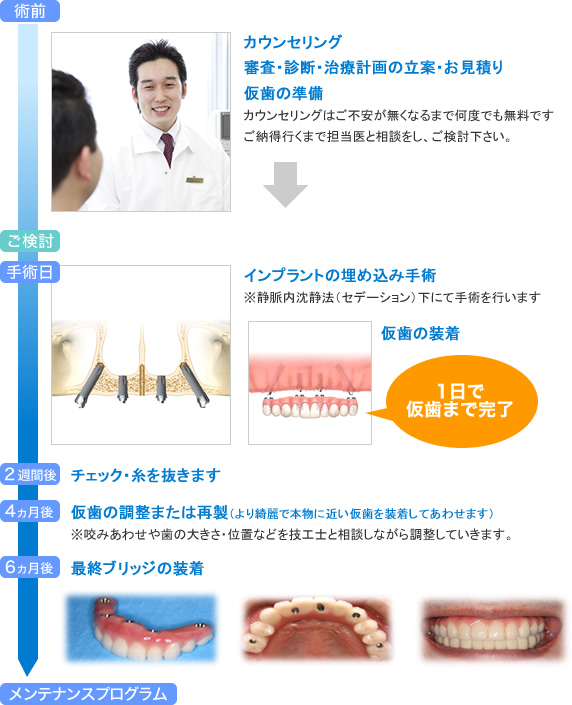 術前
カウンセリング
審査・診断・治療計画の立案・お見積り
仮歯の準備
カウンセリングはご不安が無くなるまで何度でも無料です
ご納得行くまで担当医と相談をし、ご検討下さい。
ご検討
手術日
インプラントの埋め込み手術
※静脈内沈静法（セデーション）下にて手術を行います
仮歯の装着
1日で
仮歯まで完了
2週間後
チェック・糸を抜きます
4ヵ月後
仮歯の調整または再製（より綺麗で本物に近い仮歯を装着してあわせます）
※咬みあわせや歯の大きさ・位置などを技工士と相談しながら調整していきます。
6ヵ月後
最終ブリッジの装着
メンテナンスプログラム